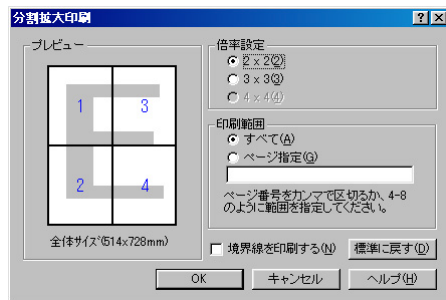 分割拡大印刷
プレビュー
1 3
2 4
全体ｻｲｽﾞ(514x728mm)
倍率設定
2 x 2(2)
3 x 3(3)
4 x 4(4)
印刷範囲
すべて(A)
ページ指定(G)
ページ番号をカンマで区切るか、4-8
のように範囲を指定してください。
境界線を印刷する(N)
標準に戻す(D)
OK キャンセル ヘルプ(H)